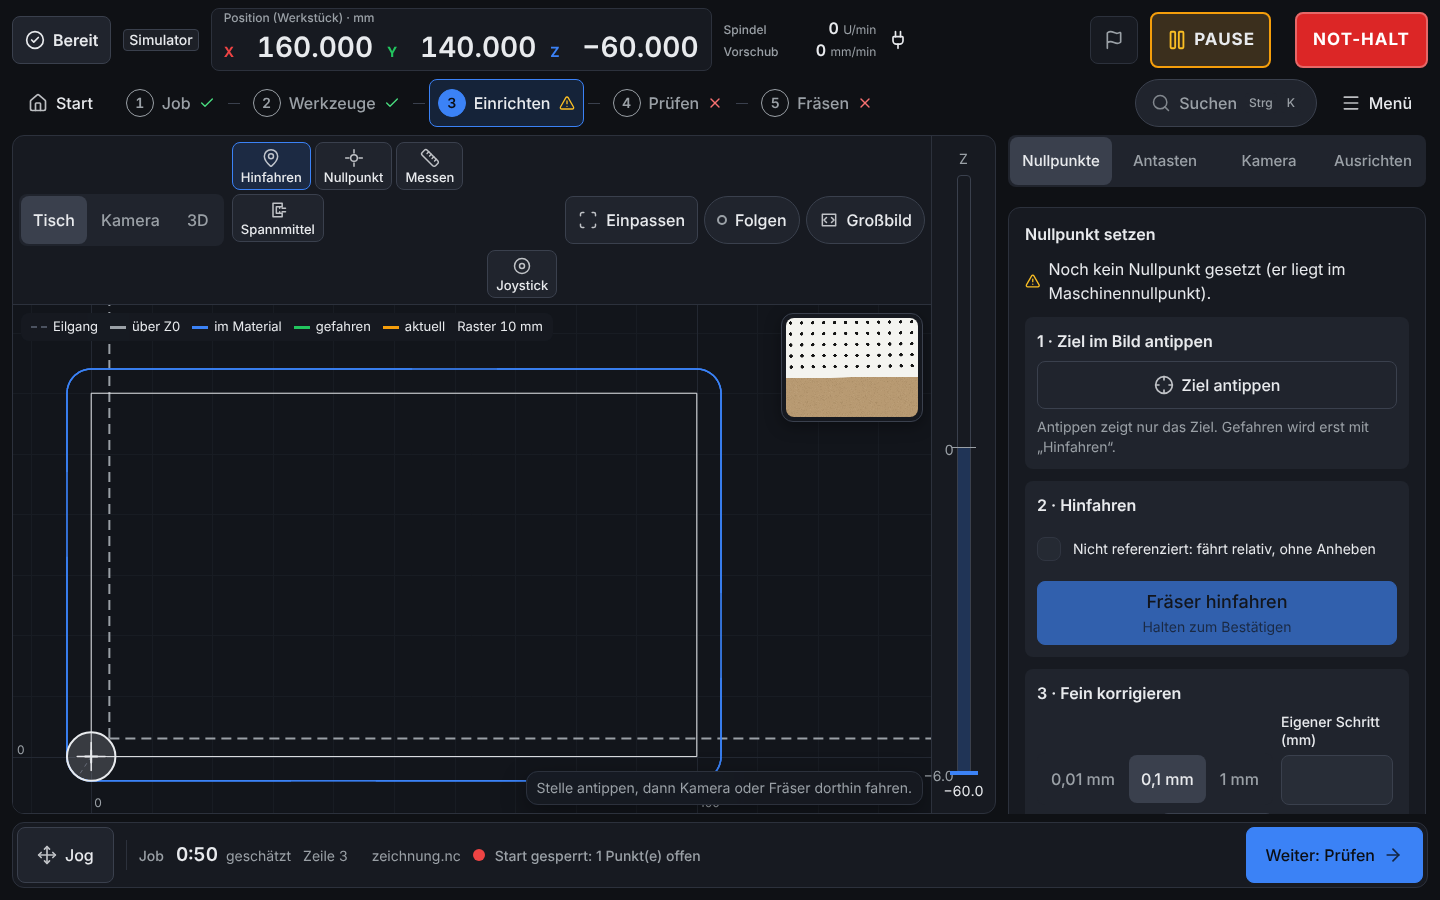 Bereit
Simulator
Position (Werkstück) · mm
X 160.000 Y 140.000 Z −60.000
Spindel 0 U/min
Vorschub 0 mm/min
PAUSE
NOT-HALT
Start
1 Job
2 Werkzeuge
3 Einrichten
4 Prüfen
5 Fräsen
Suchen Strg K
Menü
Hinfahren
Nullpunkt
Messen
Tisch Kamera 3D
Spannmittel
Einpassen
Folgen
Großbild
Joystick
Eilgang über Z0 im Material gefahren aktuell Raster 10 mm
0
0
Stelle antippen, dann Kamera oder Fräser dorthin fahren.
Z
0
−6.0
−60.0
Nullpunkte Antasten Kamera Ausrichten
Nullpunkt setzen
Noch kein Nullpunkt gesetzt (er liegt im
Maschinennullpunkt).
1 · Ziel im Bild antippen
Ziel antippen
Antippen zeigt nur das Ziel. Gefahren wird erst mit
„Hinfahren“.
2 · Hinfahren
Nicht referenziert: fährt relativ, ohne Anheben
Fräser hinfahren
Halten zum Bestätigen
3 · Fein korrigieren
Eigener Schritt
(mm)
0,01 mm 0,1 mm 1 mm
Jog
Job 0:50 geschätzt Zeile 3 zeichnung.nc Start gesperrt: 1 Punkt(e) offen
Weiter: Prüfen